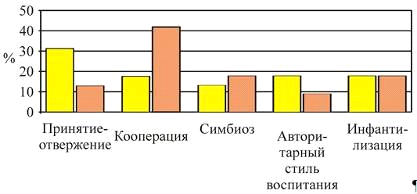 50
40
30
20
10
0
%
Принятие-
отвержение
Кооперация
Симбиоз
Автори-
тарный
стиль
воспитания
Инфанти-
лизация
¶